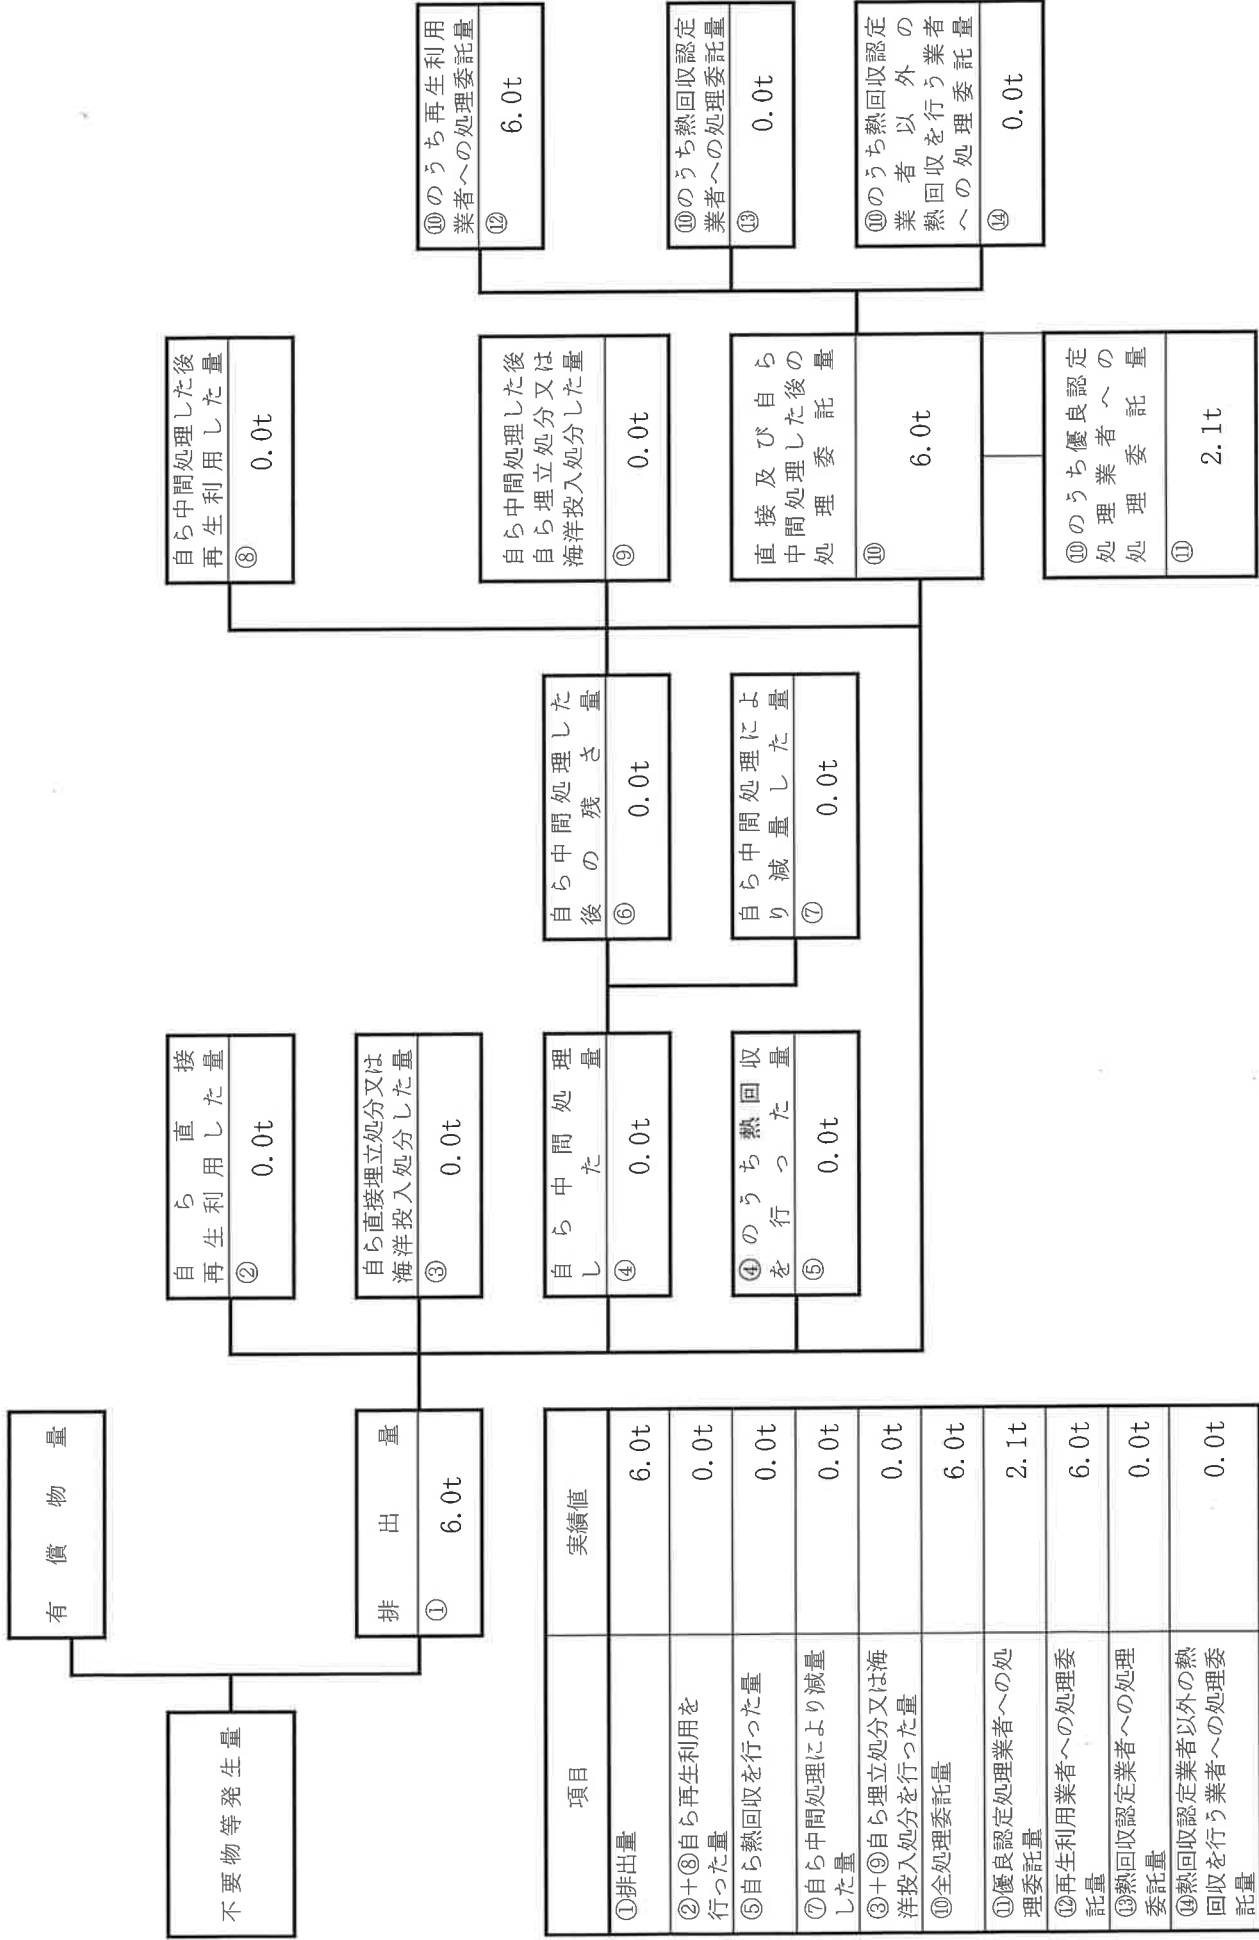 不要物等発生量
有償物量
排出量
①
6.0t
自ら直接
再生利用した量
②
0.0t
自ら直接埋立処分又は
海洋投入処分した量
③
0.0t
自ら中間処理
した量
④
0.0t
④のうち熱回収
を行った量
⑤
0.0t
自ら中間処理した
後の残さ量
⑥
0.0t
自ら中間処理によ
り減量した量
⑦
0.0t
自ら中間処理した後
再生利用した量
⑧
0.0t
自ら中間処理した後
自ら埋立処分又は
海洋投入処分した量
⑨
0.0t
直接及び自ら
中間処理した後の
処理委託量
⑩
6.0t
⑩のうち優良認定
処理業者への
処理委託量
⑪
2.1t
⑩のうち再生利用
業者への処理委託量
⑫
6.0t
⑩のうち熱回収認定
業者への処理委託量
⑬
0.0t
⑩のうち熱回収認定
業者以外の
熱回収を行う業者
への処理委託量
⑭
0.0t
項目 実績値
①排出量 6.0t
②+⑧自ら再生利用を
行った量 0.0t
⑤自ら熱回収を行った量 0.0t
⑦自ら中間処理により減量
した量 0.0t
③+⑨自ら埋立処分又は海
洋投入処分を行った量 0.0t
⑩全処理委託量 6.0t
⑪優良認定処理業者への処
理委託量 2.1t
⑫再生利用業者への処理委
託量 6.0t
⑬熱回収認定業者への処理
委託量 0.0t
⑭熱回収認定業者以外の熱
回収を行う業者への処理委
託量 0.0t